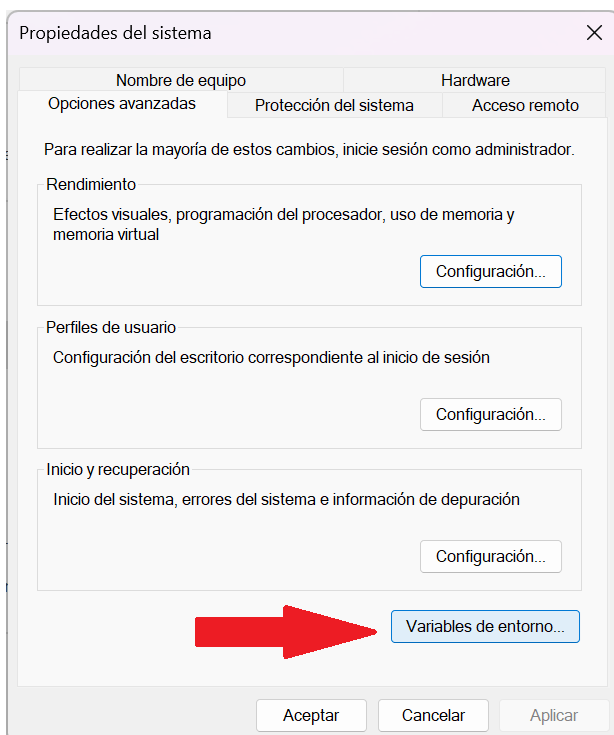 Propiedades del sistema
Nombre de equipo
Hardware
Opciones avanzadas
Protección del sistema
Acceso remoto
Para realizar la mayoría de estos cambios, inicie sesión como administrador.
Rendimiento
Efectos visuales, programación del procesador, uso de memoria y
memoria virtual
Configuración...
Perfiles de usuario
Configuración del escritorio correspondiente al inicio de sesión
Configuración...
Inicio y recuperación
Inicio del sistema, errores del sistema e información de depuración
Configuración...
Variables de entorno...
Aceptar
Cancelar
Aplicar